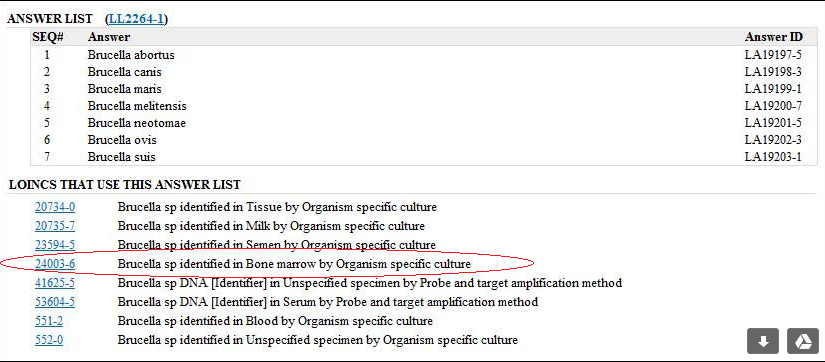 ANSWER LIST (LL2264-1)
SEQ# Answer Answer ID
1 Brucella abortus LA19197-5
2 Brucella canis LA19198-3
3 Brucella maris LA19199-1
4 Brucella melitensis LA19200-7
5 Brucella neotomae LA19201-5
6 Brucella ovis LA19202-3
7 Brucella suis LA19203-1
LOINCS THAT USE THIS ANSWER LIST
20734-0 Brucella sp identified in Tissue by Organism specific culture
20735-7 Brucella sp identified in Milk by Organism specific culture
23594-5 Brucella sp identified in Semen by Organism specific culture
24003-6 Brucella sp identified in Bone marrow by Organism specific culture
41625-5 Brucella sp DNA [Identifier] in Unspecified specimen by Probe and target amplification method
53604-5 Brucella sp DNA [Identifier] in Serum by Probe and target amplification method
551-2 Brucella sp identified in Blood by Organism specific culture
552-0 Brucella sp identified in Unspecified specimen by Organism specific culture